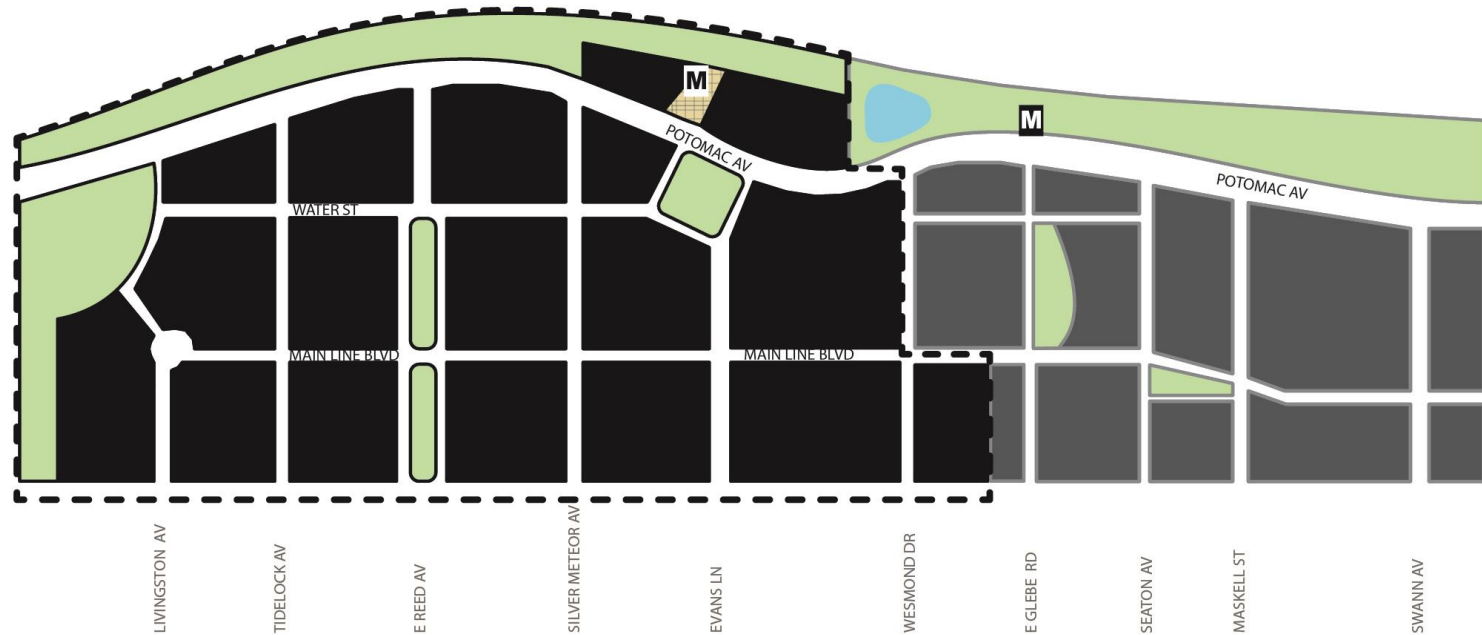 M
M
POTOMAC AV
POTOMAC AV
WATER ST
MAIN LINE BLVD
MAIN LINE BLVD
LIVINGSTON AV
TIDELOCK AV
E REED AV
SILVER METEOR AV
EVANS LN
WESMOND DR
E GLEBE RD
SEATON AV
MASKELL ST
SWANN AV